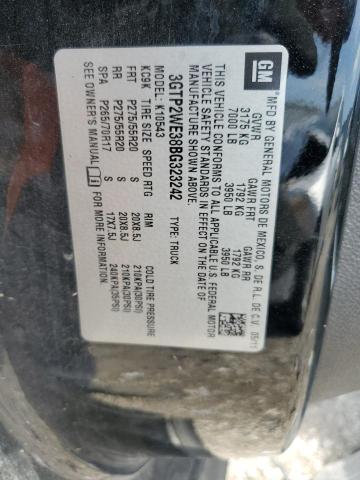 GM
MFD BY GENERAL MOTORS DE MEXICO, S. DE R.L. DE C.V. 05/11
GVWR GAWR FRT GAWR RR
3175 KG 1792 KG 1792 KG
7000 LB 3950 LB 3950 LB
THIS VEHICLE CONFORMS TO ALL APPLICABLE U.S. FEDERAL MOTOR
VEHICLE SAFETY STANDARDS IN EFFECT ON THE DATE OF
MANUFACTURE SHOWN ABOVE.
3GTP2WE38BG323242 TYPE: TRUCK
MODEL: K10543
KC9K TIRE SIZE SPEED RTG RIM COLD TIRE PRESSURE
FRT P275/55R20 S 20X8.5J 210KPA(30PSI)
RR P275/55R20 S 20X8.5J 210KPA(30PSI)
SPA P265/70R17 S 17X7.5J 240KPA(35PSI)
SEE OWNER'S MANUAL